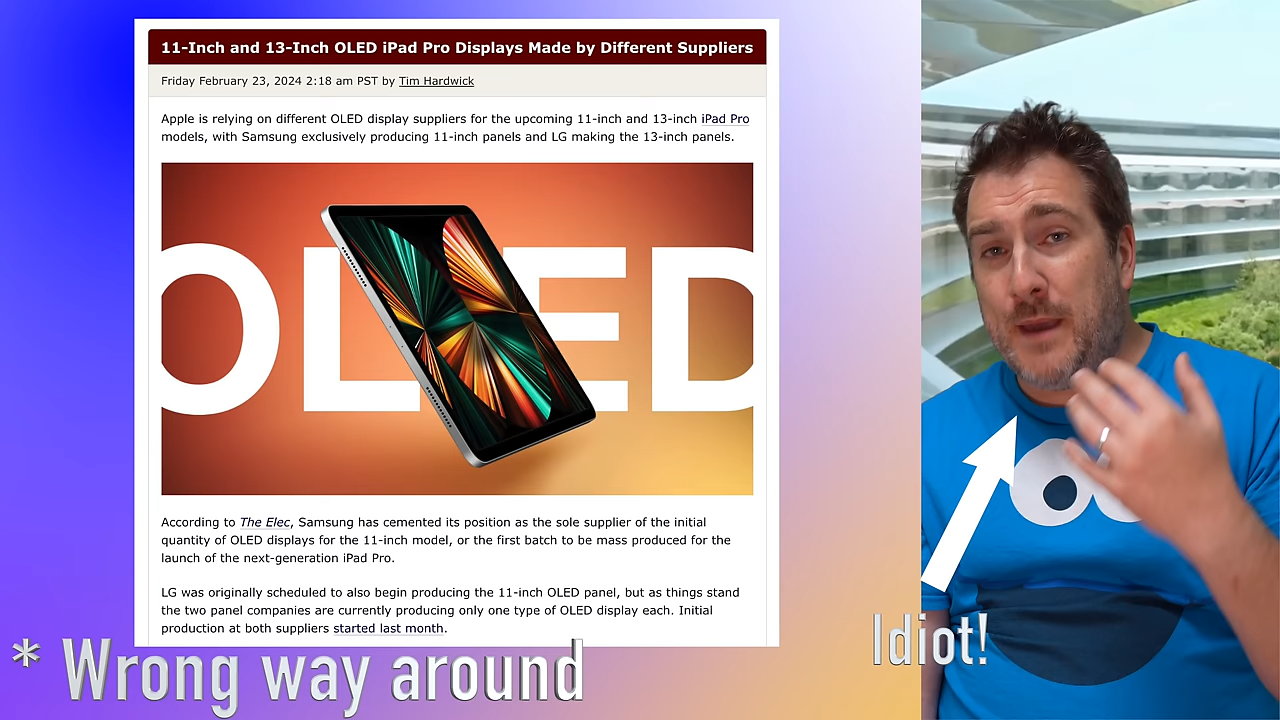 11-Inch and 13-Inch OLED iPad Pro Displays Made by Different Suppliers
Friday February 23, 2024 2:18 am PST by Tim Hardwick
Apple is relying on different OLED display suppliers for the upcoming 11-inch and 13-inch iPad Pro
models, with Samsung exclusively producing 11-inch panels and LG making the 13-inch panels.
OLED
According to The Elec, Samsung has cemented its position as the sole supplier of the initial
quantity of OLED displays for the 11-inch model, or the first batch to be mass produced for the
launch of the next-generation iPad Pro.
LG was originally scheduled to also begin producing the 11-inch OLED panel, but as things stand
the two panel companies are currently producing only one type of OLED display each. Initial
production at both suppliers started last month.
* Wrong way around
Idiot!